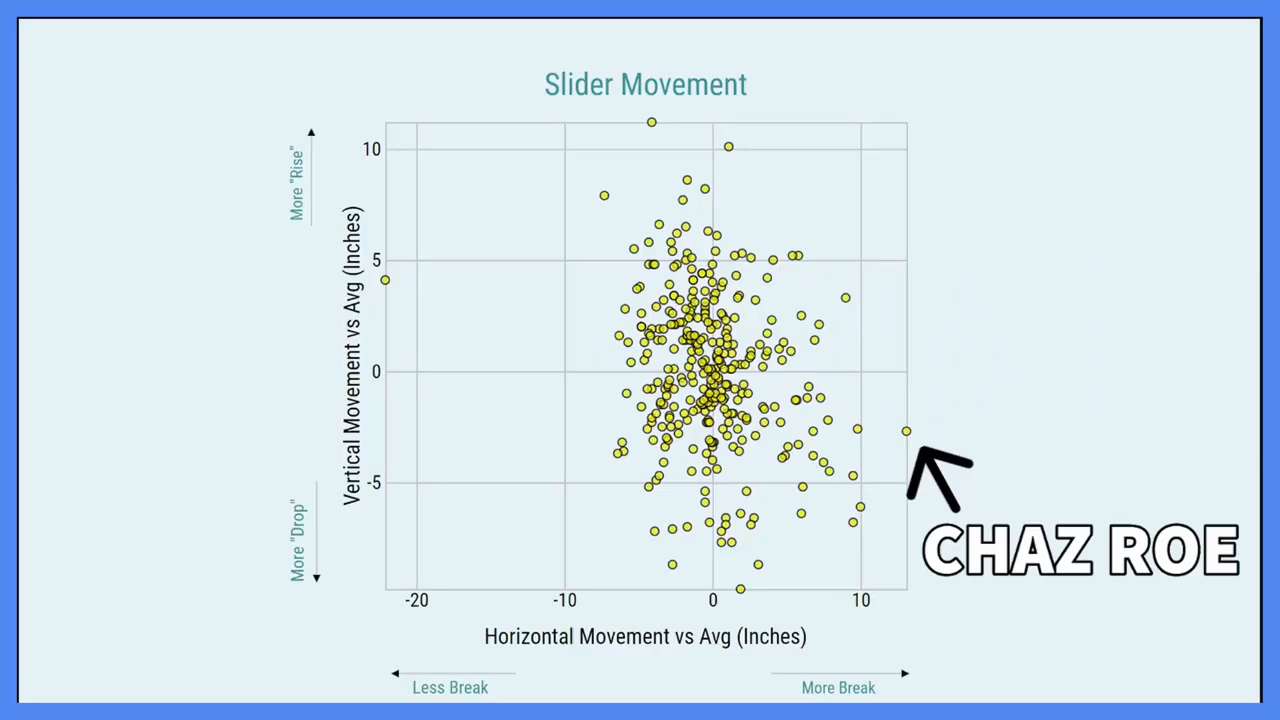 Slider Movement
More "Rise"
More "Drop"
Vertical Movement vs Avg (Inches)
10
5
0
-5
-20
-10
0
10
CHAZ ROE
Horizontal Movement vs Avg (Inches)
Less Break
More Break